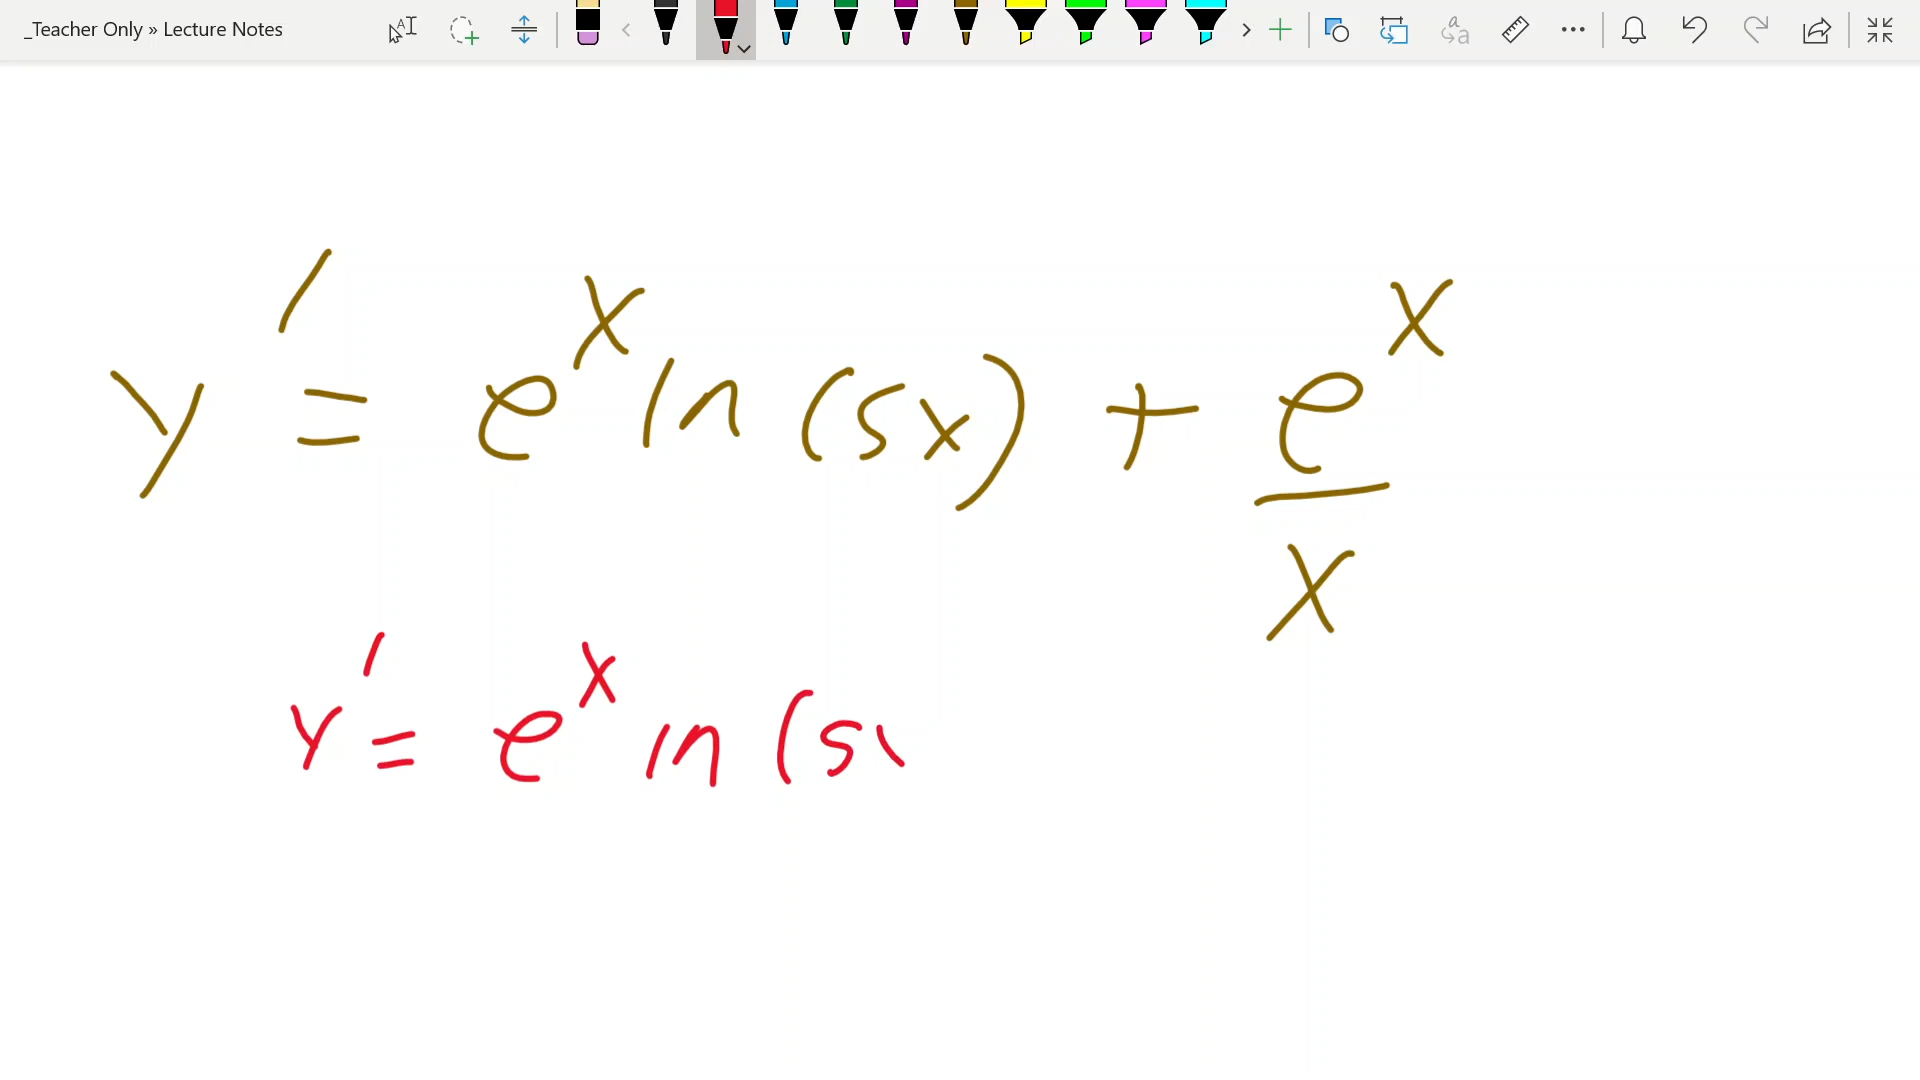 _Teacher Only » Lecture Notes
y' = e^x ln (5x) + e^x/x
y' = e^x ln (5